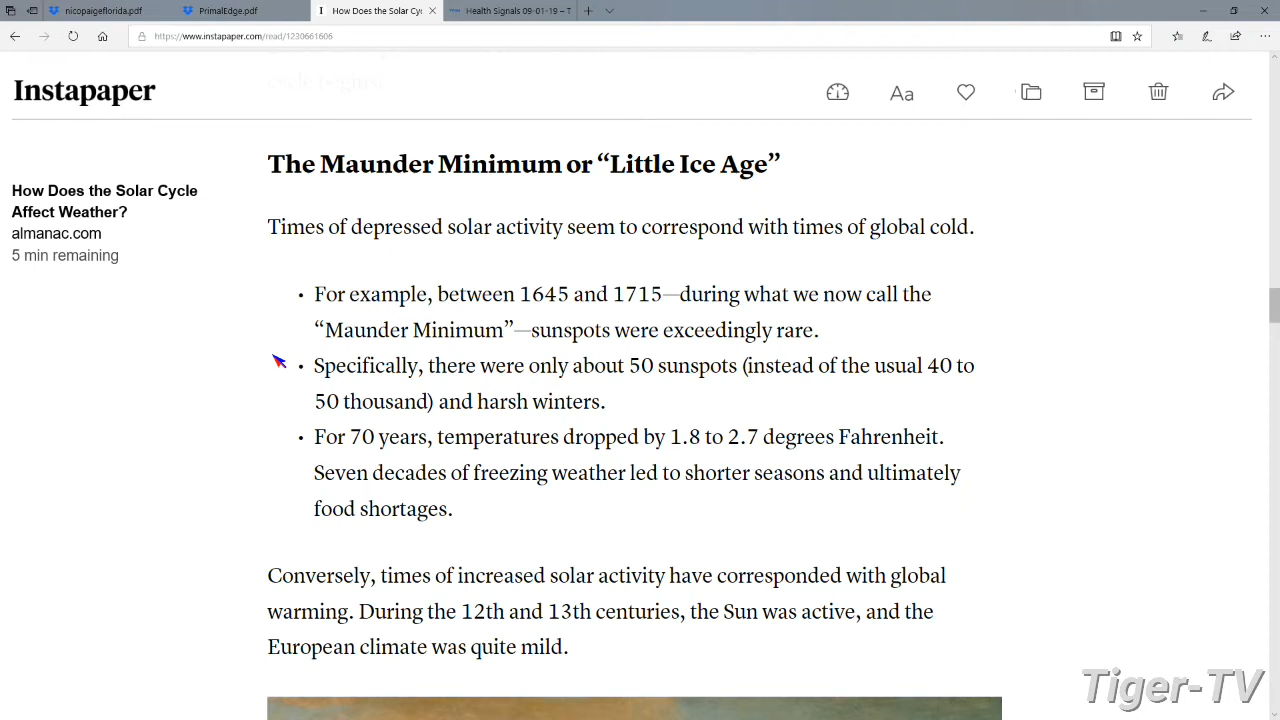 nicopaigeflorida.pdf
PrimalEdge.pdf
How Does the Solar Cyc
Health Signals 09-01-19 – T
https://www.instapaper.com/read/1230661606
cycle begins)
Instapaper
Aa
The Maunder Minimum or “Little Ice Age”
How Does the Solar Cycle
Affect Weather?
almanac.com
5 min remaining
Times of depressed solar activity seem to correspond with times of global cold.
• For example, between 1645 and 1715—during what we now call the
“Maunder Minimum”—sunspots were exceedingly rare.
• Specifically, there were only about 50 sunspots (instead of the usual 40 to
50 thousand) and harsh winters.
• For 70 years, temperatures dropped by 1.8 to 2.7 degrees Fahrenheit.
Seven decades of freezing weather led to shorter seasons and ultimately
food shortages.
Conversely, times of increased solar activity have corresponded with global
warming. During the 12th and 13th centuries, the Sun was active, and the
European climate was quite mild.
Tiger-TV